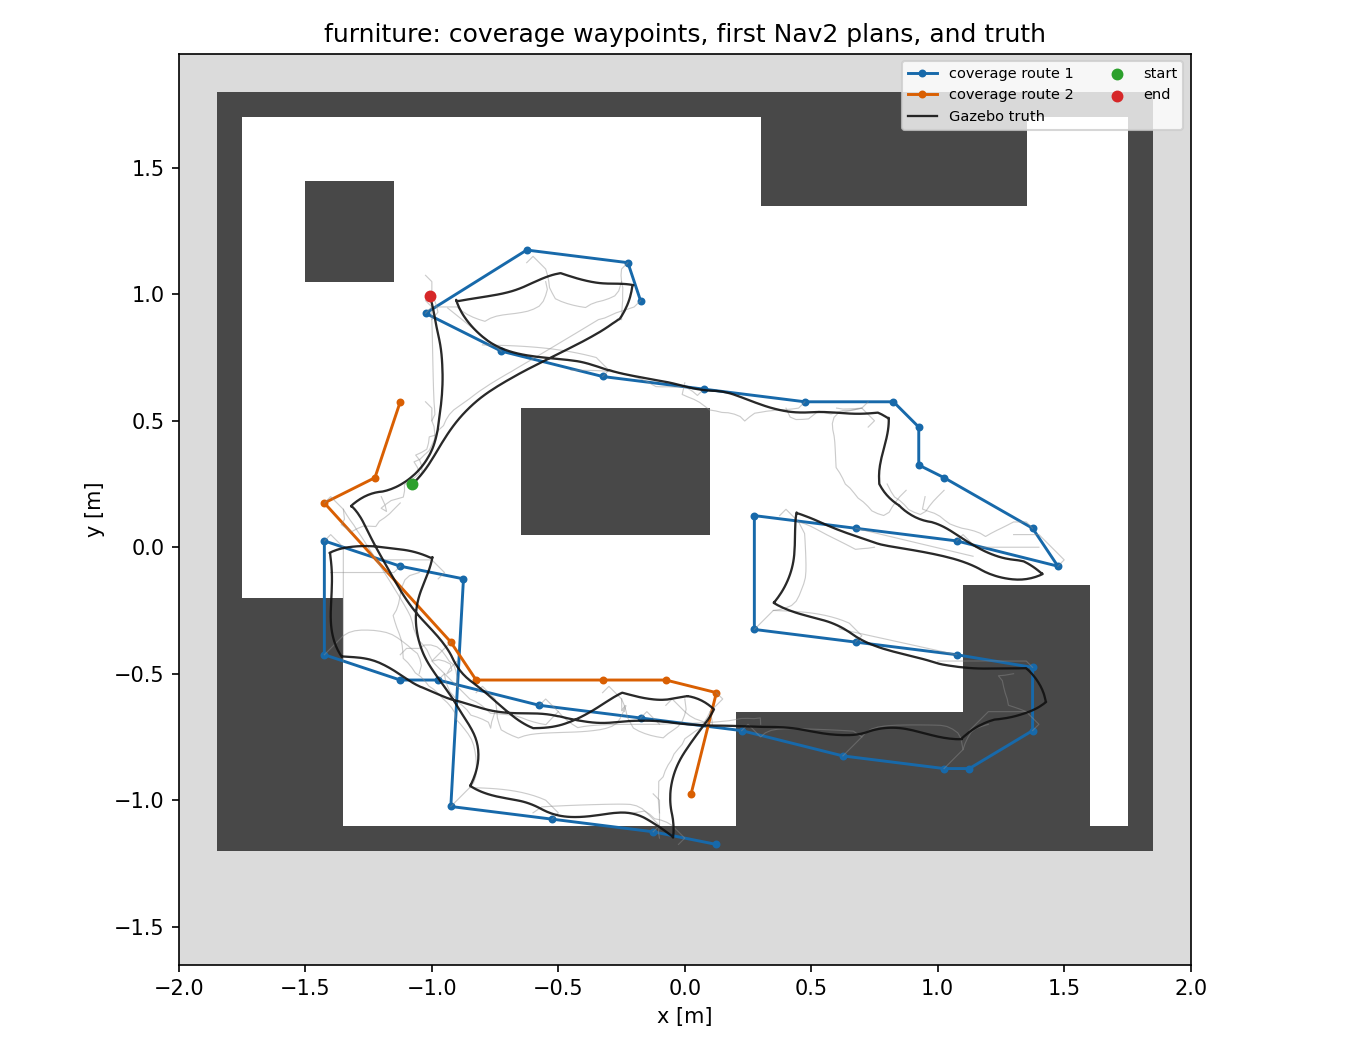 furniture: coverage waypoints, first Nav2 plans, and truth
coverage route 1
coverage route 2
Gazebo truth
start
end
y [m]
1.5
1.0
0.5
0.0
−0.5
−1.0
−1.5
−2.0 −1.5 −1.0 −0.5 0.0 0.5 1.0 1.5 2.0
x [m]